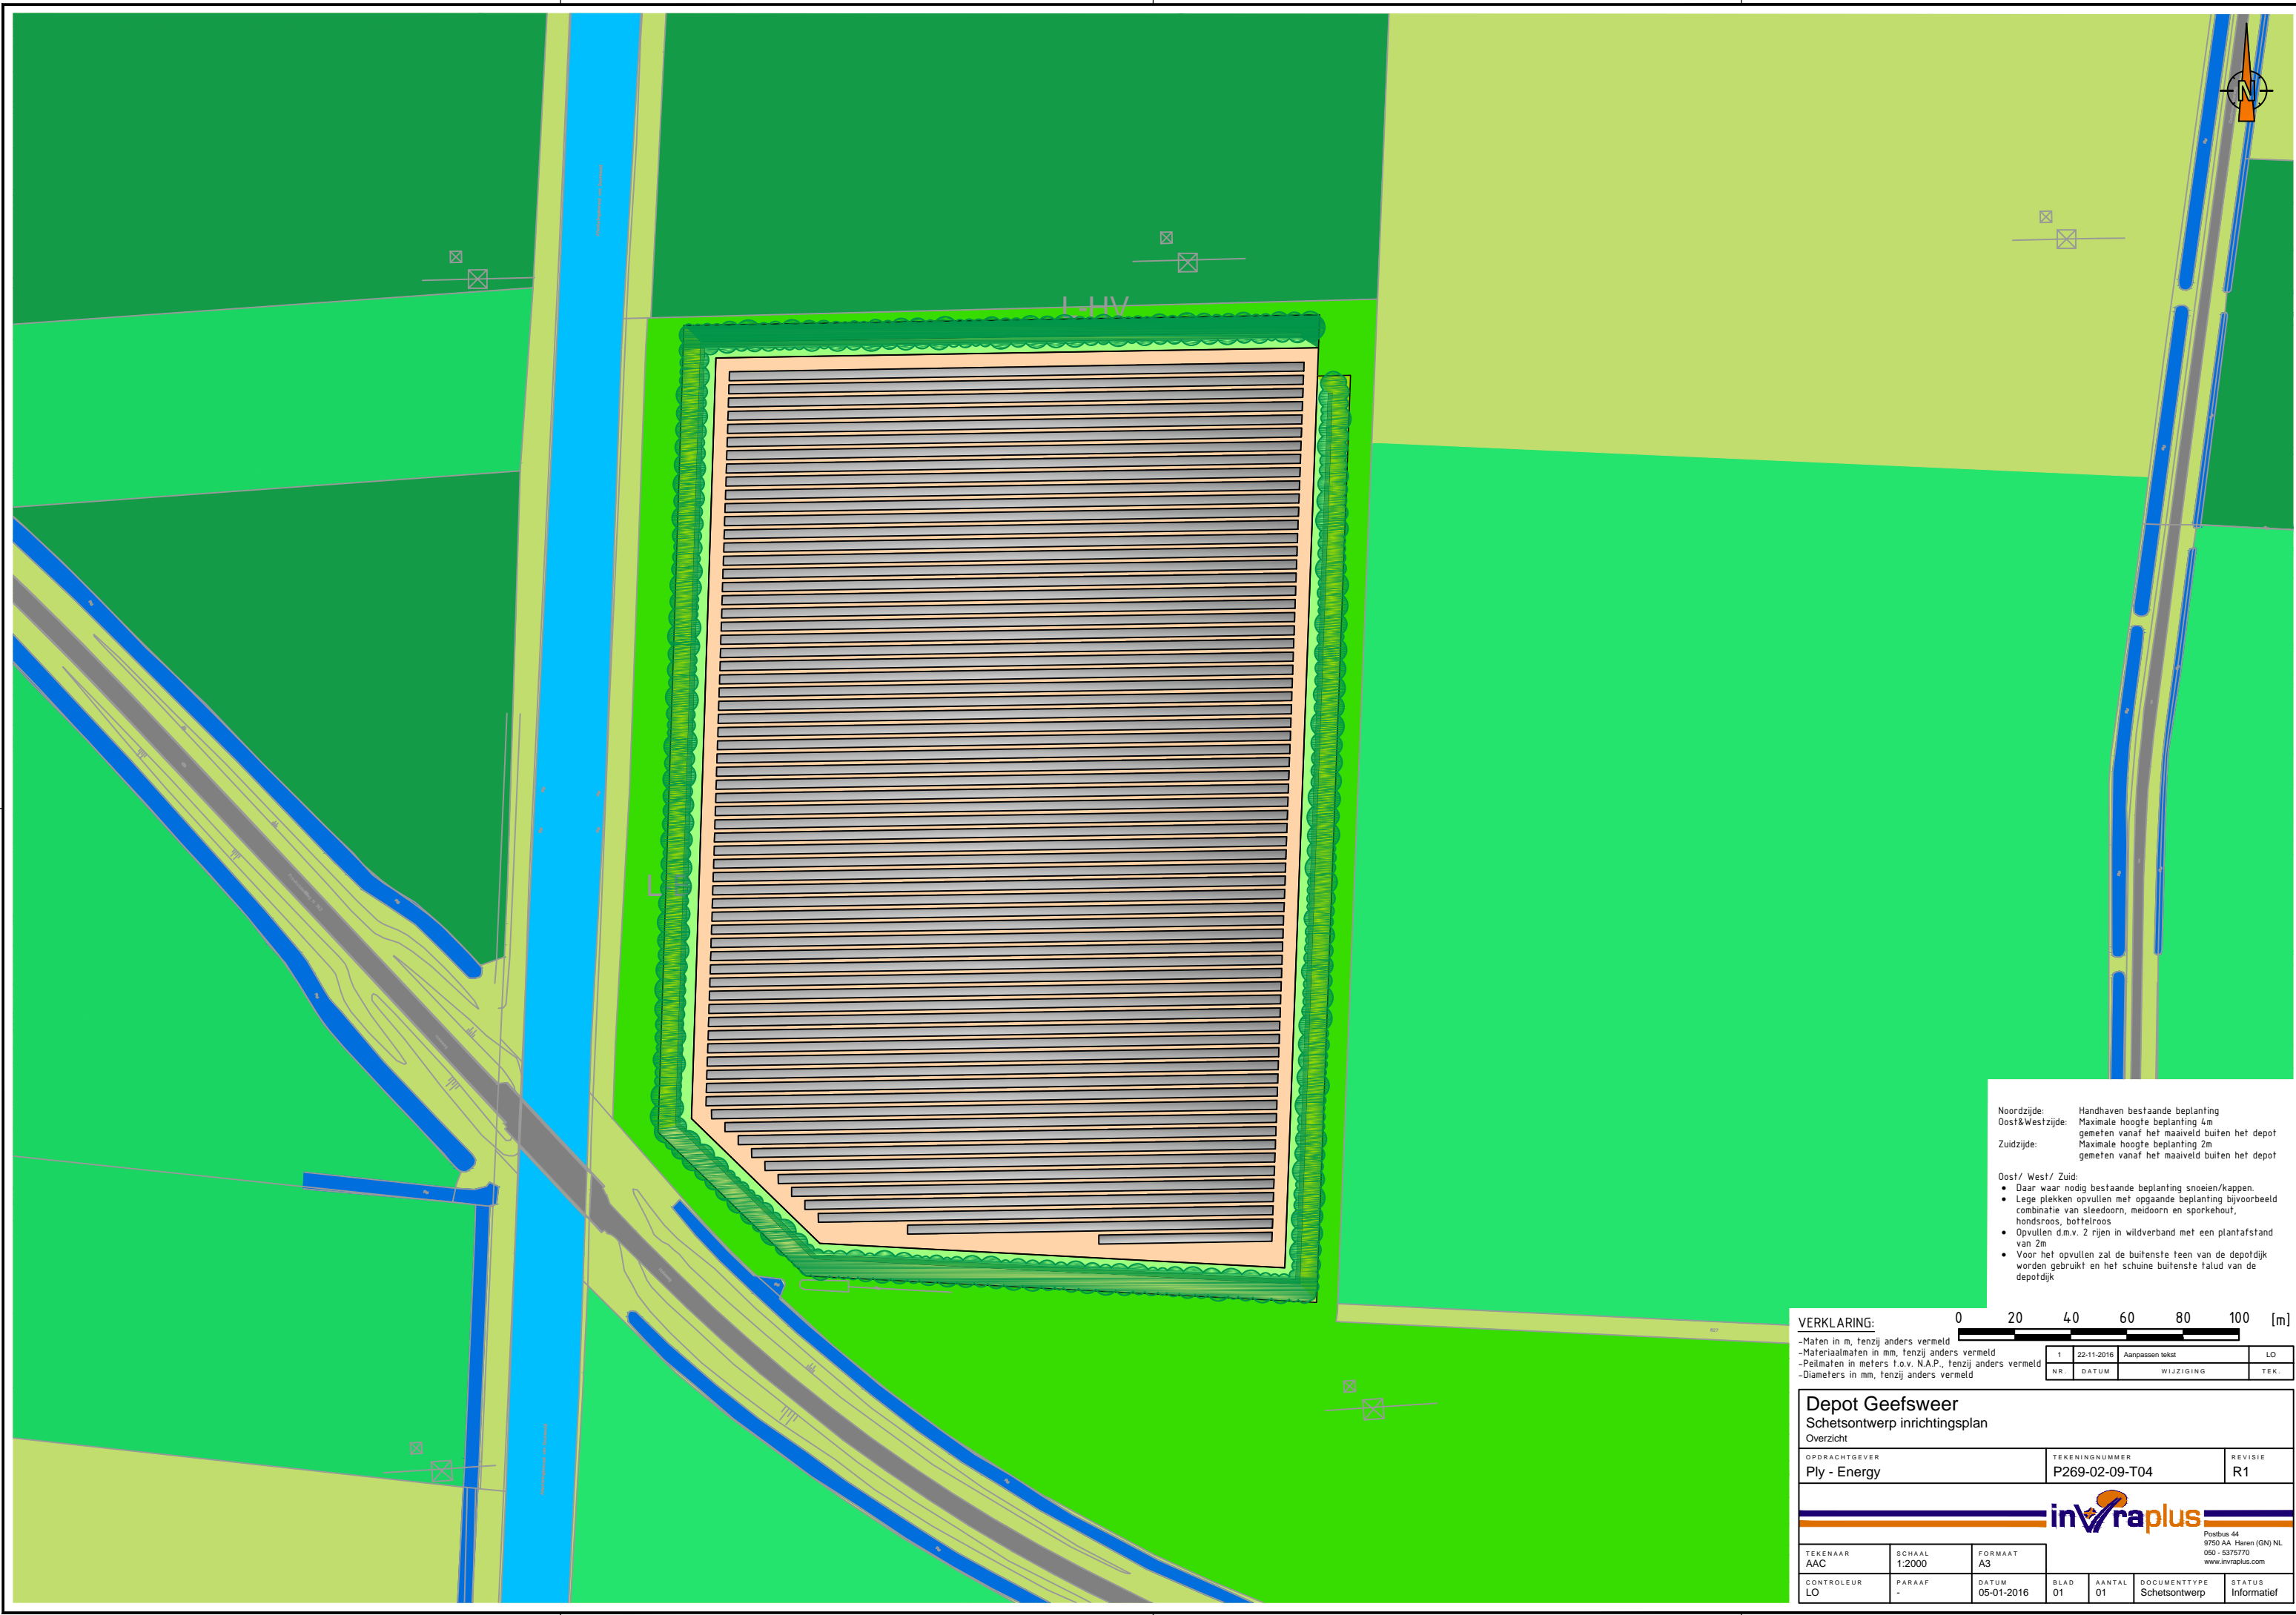 N
L-HV
Noordzijde: Handhaven bestaande beplanting
Oost&Westzijde: Maximale hoogte beplanting 4m
gemeten vanaf het maaiveld buiten het depot
Zuidzijde: Maximale hoogte beplanting 2m
gemeten vanaf het maaiveld buiten het depot
Oost/ West/ Zuid:
• Daar waar nodig bestaande beplanting snoeien/kappen.
• Lege plekken opvullen met opgaande beplanting bijvoorbeeld
combinatie van sleedoorn, meidoorn en sporkehout,
hondsroos, bottelroos
• Opvullen d.m.v. 2 rijen in wildverband met een plantafstand
van 2m
• Voor het opvullen zal de buitenste teen van de depotdijk
worden gebruikt en het schuine buitenste talud van de
depotdijk
VERKLARING:
-Maten in m, tenzij anders vermeld
-Materiaalmaten in mm, tenzij anders vermeld
-Peilmaten in meters t.o.v. N.A.P., tenzij anders vermeld
-Diameters in mm, tenzij anders vermeld
0 20 40 60 80 100 [m]
1 22-11-2016 Aanpassen tekst LO
NR. DATUM WIJZIGING TEK.
Depot Geefsweer
Schetsontwerp inrichtingsplan
Overzicht
OPDRACHTGEVER TEKENINGNUMMER REVISIE
Ply - Energy P269-02-09-T04 R1
invraplus
Postbus 44
9750 AA Haren (GN) NL
050 - 5375770
www.invraplus.com
TEKENAAR SCHAAL FORMAAT
AAC 1:2000 A3
CONTROLEUR PARAAF DATUM BLAD AANTAL DOCUMENTTYPE STATUS
LO - 05-01-2016 01 01 Schetsontwerp Informatief